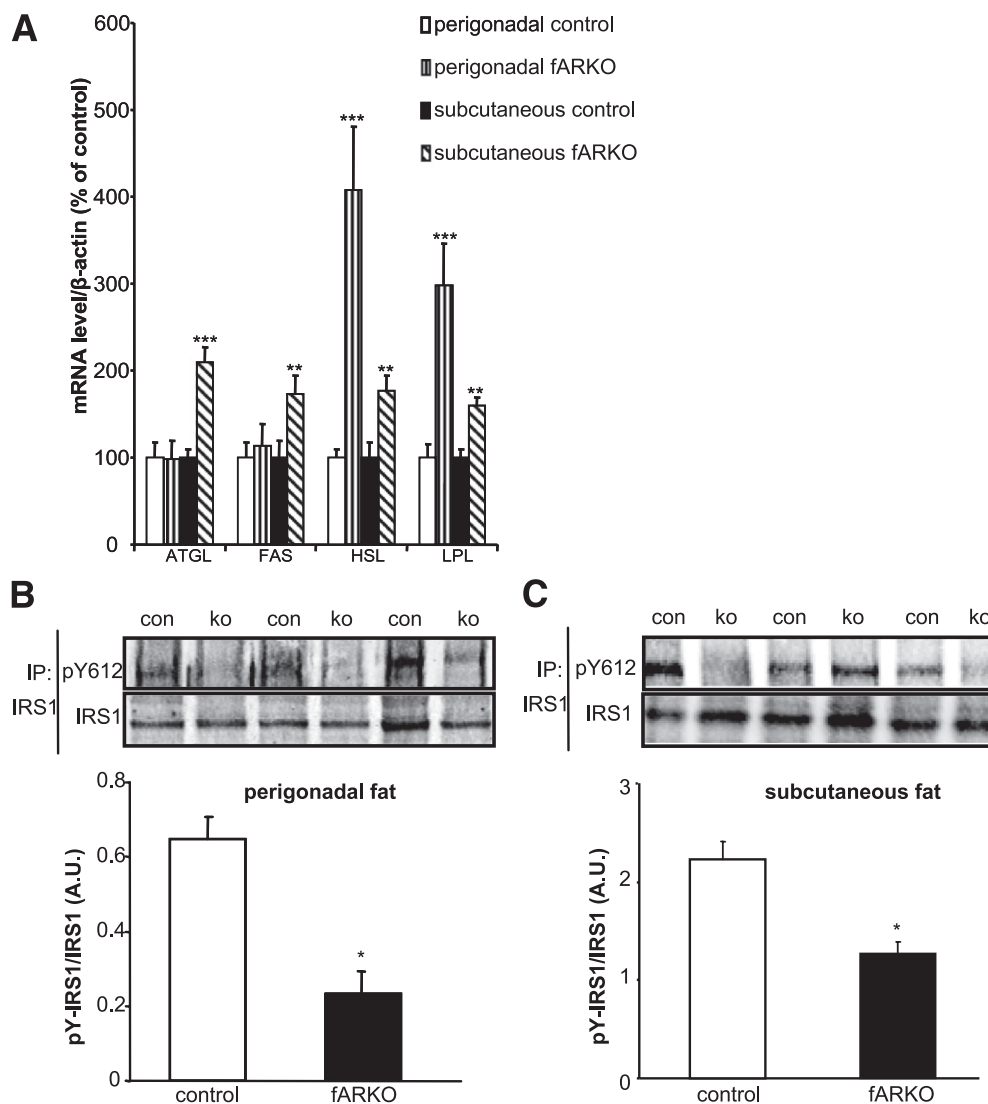 A
mRNA level/β-actin (% of control)
600
500
400
300
200
100
0
perigonadal control
perigonadal fARKO
subcutaneous control
subcutaneous fARKO
***
**
***
**
***
**
ATGL FAS HSL LPL
B
con ko con ko con ko
IP: pY612
IRS1 IRS1
perigonadal fat
pY-IRS1/IRS1 (A.U.)
0.8
0.6
0.4
0.2
0
*
control fARKO
C
con ko con ko con ko
IP: pY612
IRS1 IRS1
subcutaneous fat
pY-IRS1/IRS1 (A.U.)
3
2
1
0
*
control fARKO